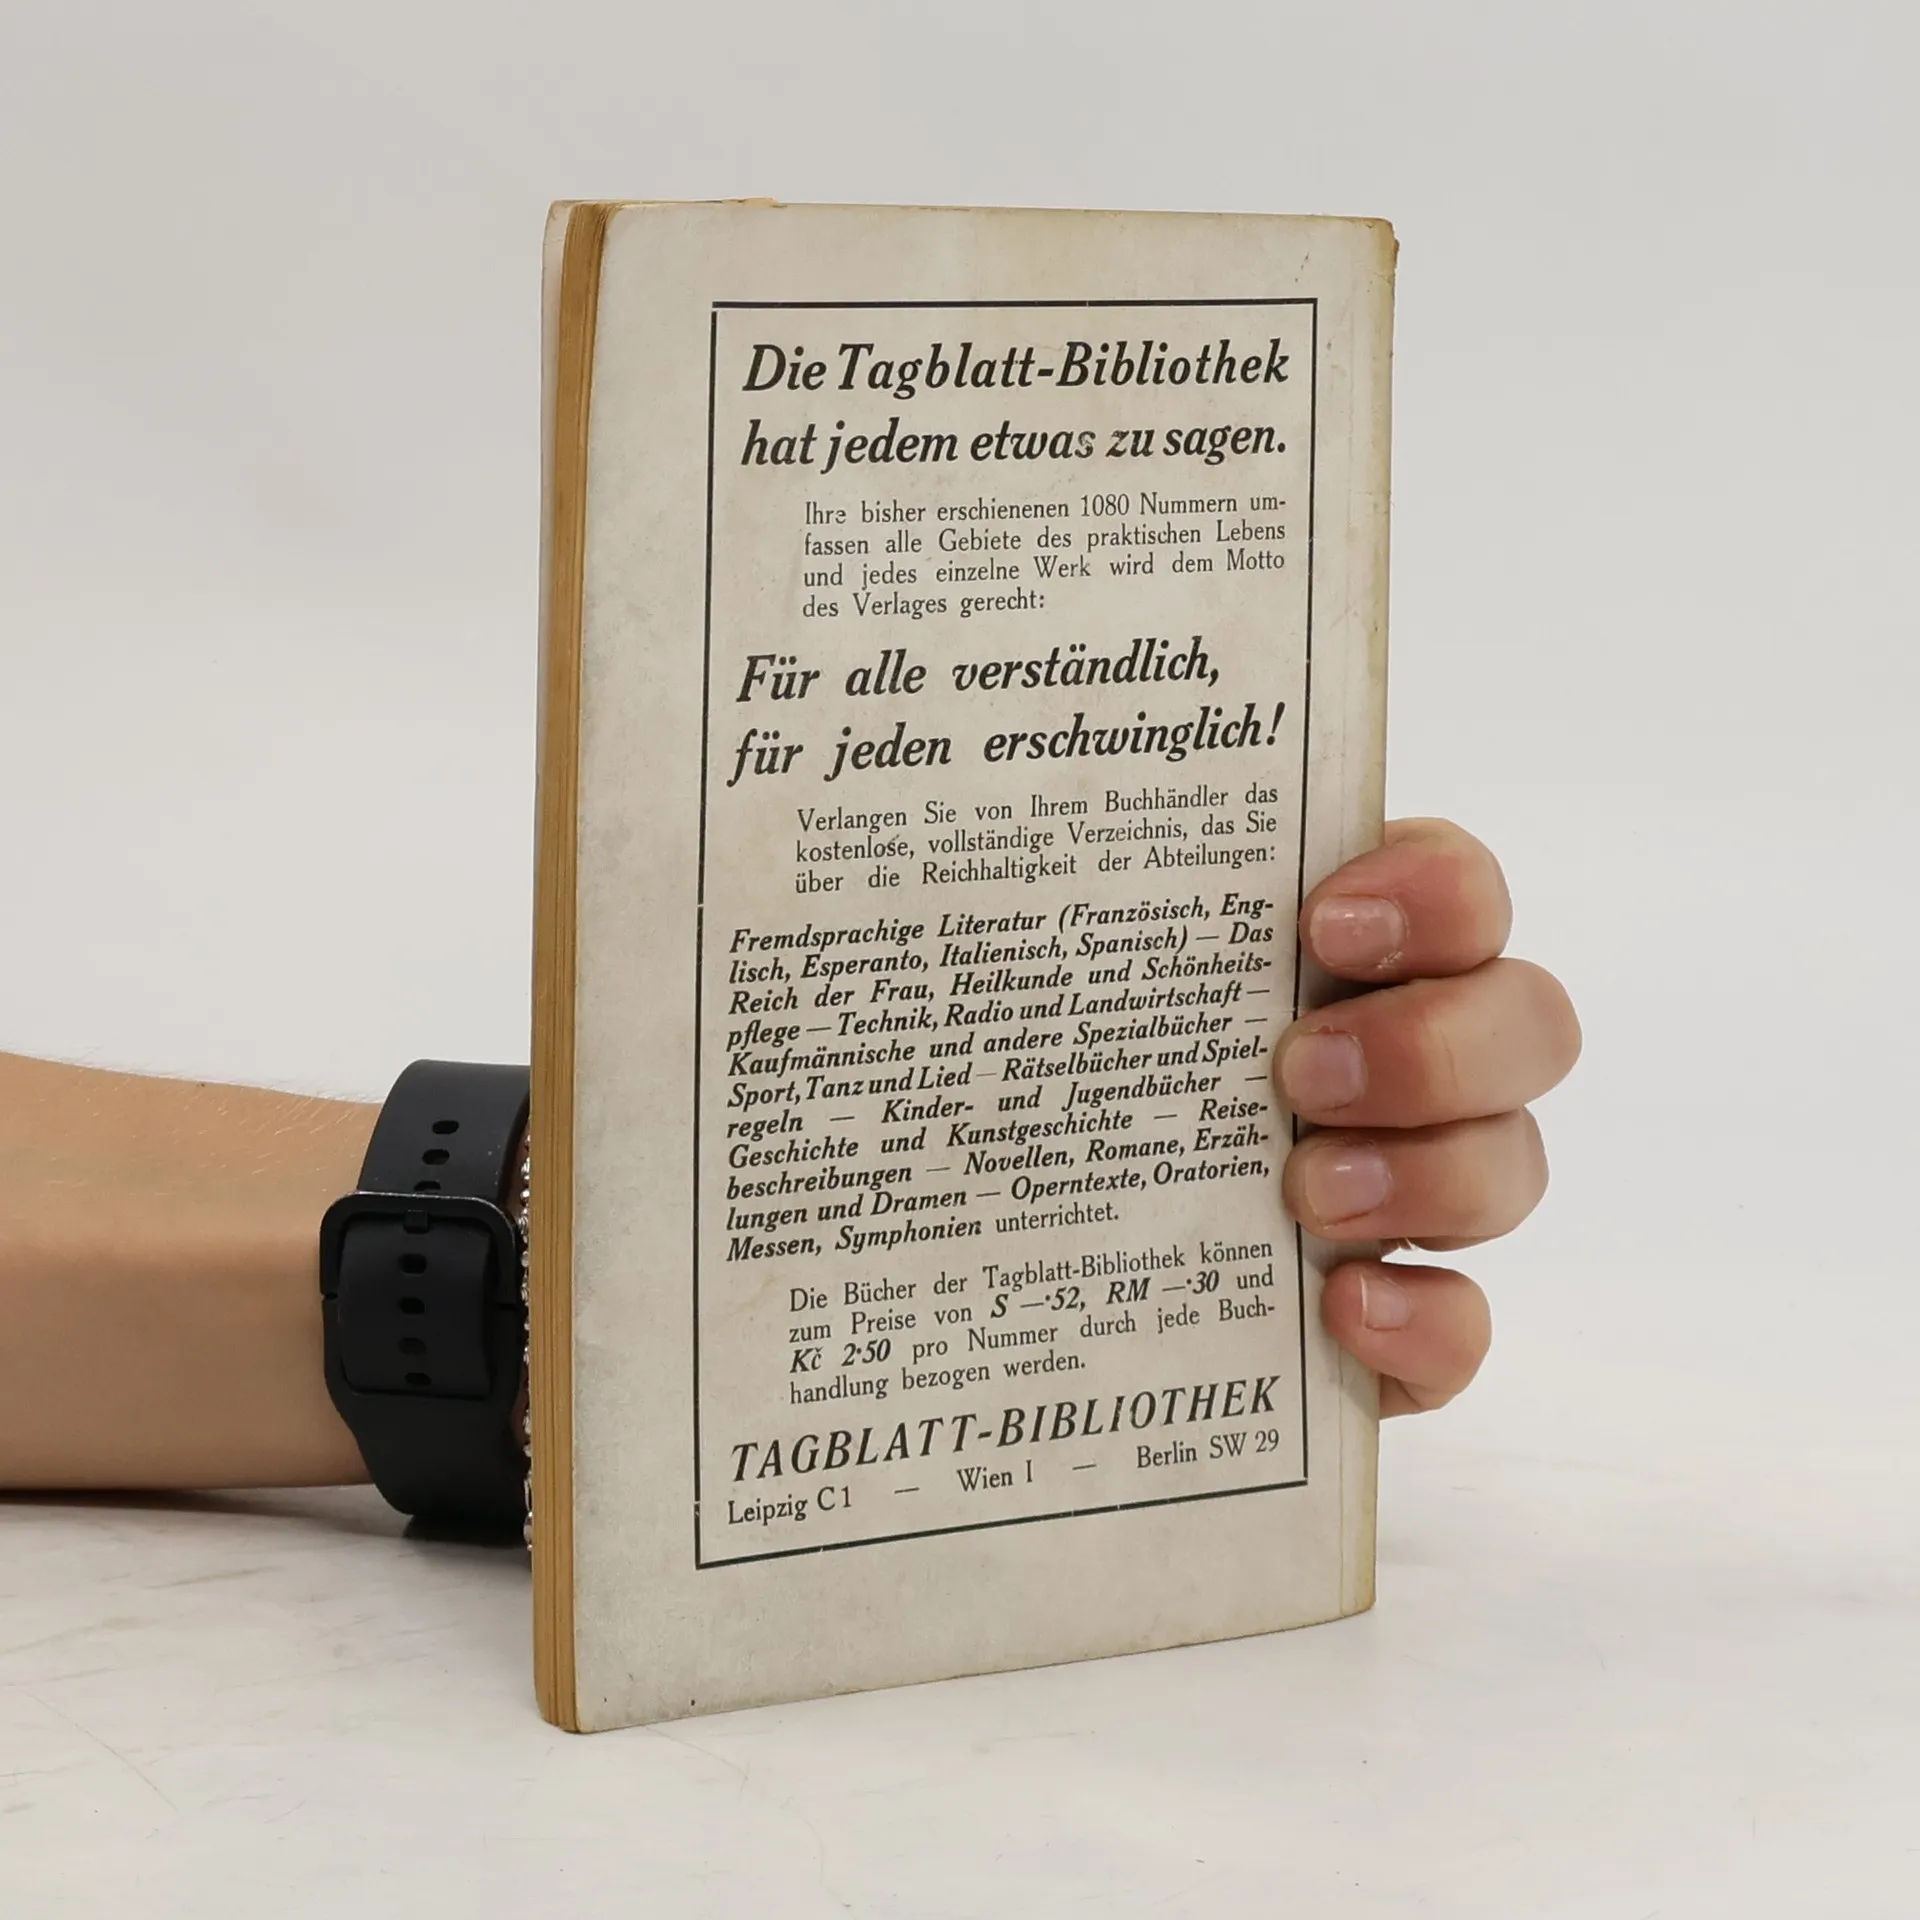 Die Tagblatt-Bibliothek
hat jedem etwas zu sagen.
Ihre bisher erschienenen 1080 Nummern um-
fassen alle Gebiete des praktischen Lebens
und jedes einzelne Werk wird dem Motto
des Verlages gerecht:
Für alle verständlich,
für jeden erschwinglich!
Verlangen Sie von Ihrem Buchhändler das
kostenlose, vollständige Verzeichnis, das Sie
über die Reichhaltigkeit der Abteilungen:
Fremdsprachige Literatur (Französisch, Eng-
lisch, Esperanto, Italienisch, Spanisch) — Das
Reich der Frau, Heilkunde und Schönheits-
pflege — Technik, Radio und Landwirtschaft —
Kaufmännische und andere Spezialbücher —
Sport, Tanz und Lied — Rätselbücher und Spiel-
regeln — Kinder- und Jugendbücher —
Geschichte und Kunstgeschichte — Reise-
beschreibungen — Novellen, Romane, Erzäh-
lungen und Dramen — Operntexte, Oratorien,
Messen, Symphonien unterrichtet.
Die Bücher der Tagblatt-Bibliothek können
zum Preise von S —·52, RM —·30 und
Kč 2·50 pro Nummer durch jede Buch-
handlung bezogen werden.
TAGBLATT-BIBLIOTHEK
Leipzig C 1 — Wien I — Berlin SW 29